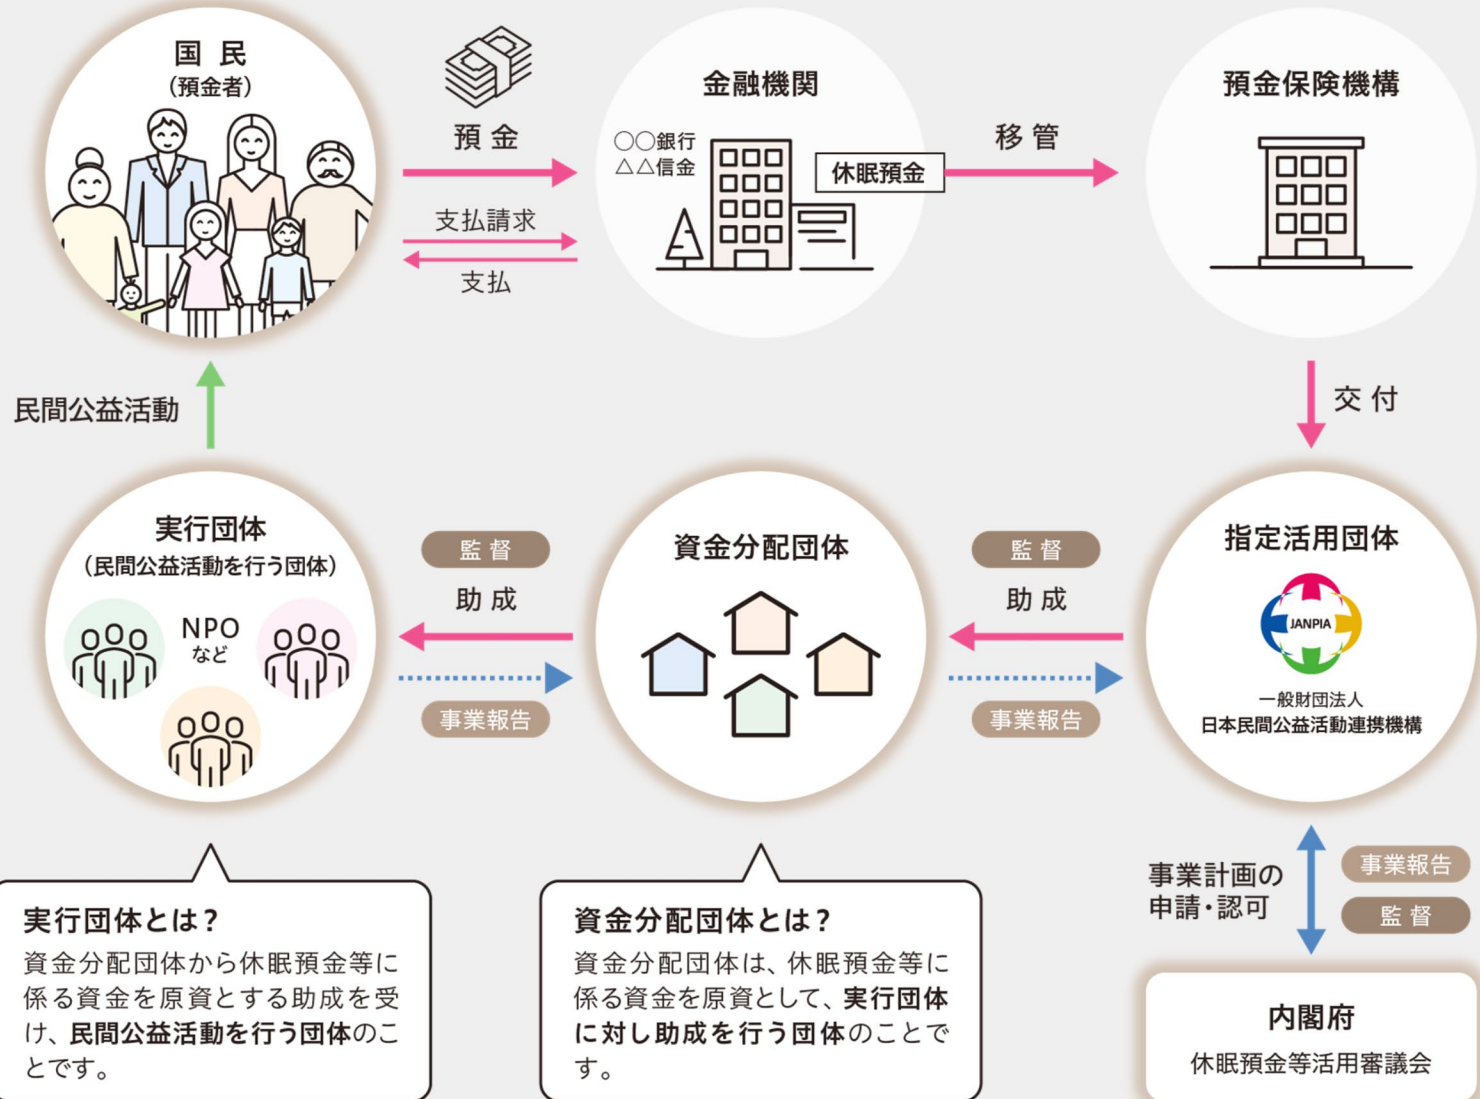 国 民
(預金者)
預 金
支払請求
支払
金融機関
○○銀行
△△信金
休眠預金
移 管
預金保険機構
交 付
民間公益活動
実行団体
(民間公益活動を行う団体)
NPO
など
監 督
助 成
事業報告
資金分配団体
監 督
助 成
事業報告
指定活用団体
JANPIA
一般財団法人
日本民間公益活動連携機構
実行団体とは?
資金分配団体から休眠預金等に
係る資金を原資とする助成を受
け、民間公益活動を行う団体のこ
とです。
資金分配団体とは?
資金分配団体は、休眠預金等に
係る資金を原資として、実行団体
に対し助成を行う団体のことで
す。
事業計画の
申請・認可
事業報告
監 督
内閣府
休眠預金等活用審議会